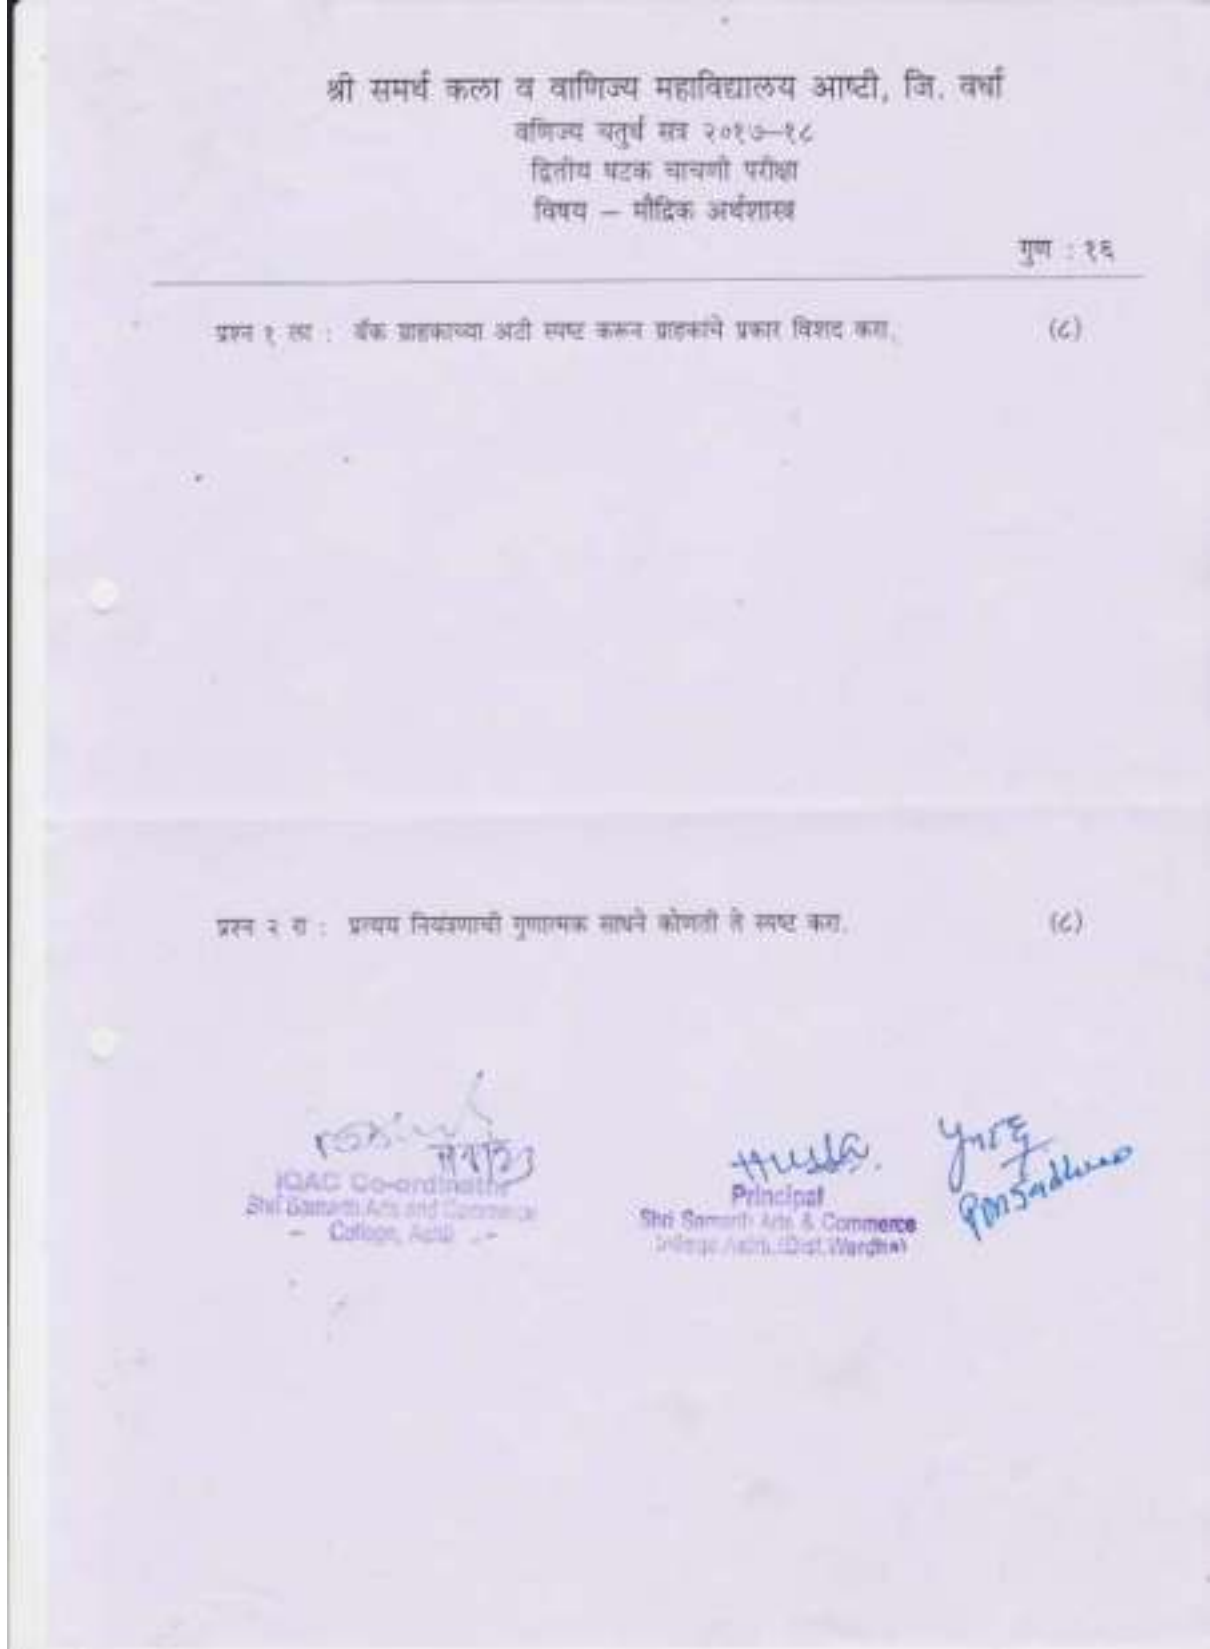 श्री समर्थ कला व वाणिज्य महाविद्यालय आष्टी, जि. वर्धा
वणिज्य चतुर्थ सत्र २०१७–१८
द्वितीय घटक चाचणी परीक्षा
विषय – मौद्रिक अर्थशास्त्र
गुण : १६
प्रश्न १ ला : बँक ग्राहकाच्या अटी स्पष्ट करून ग्राहकांचे प्रकार विशद करा. (८)
प्रश्न २ रा : प्रत्यय नियंत्रणाची गुणात्मक साधने कोणती ते स्पष्ट करा. (८)
IQAC Co-ordinator
Shri Samarth Arts and Commerce
College, Ashti
Principal
Shri Samarth Arts & Commerce
College Ashti, (Dist. Wardha)